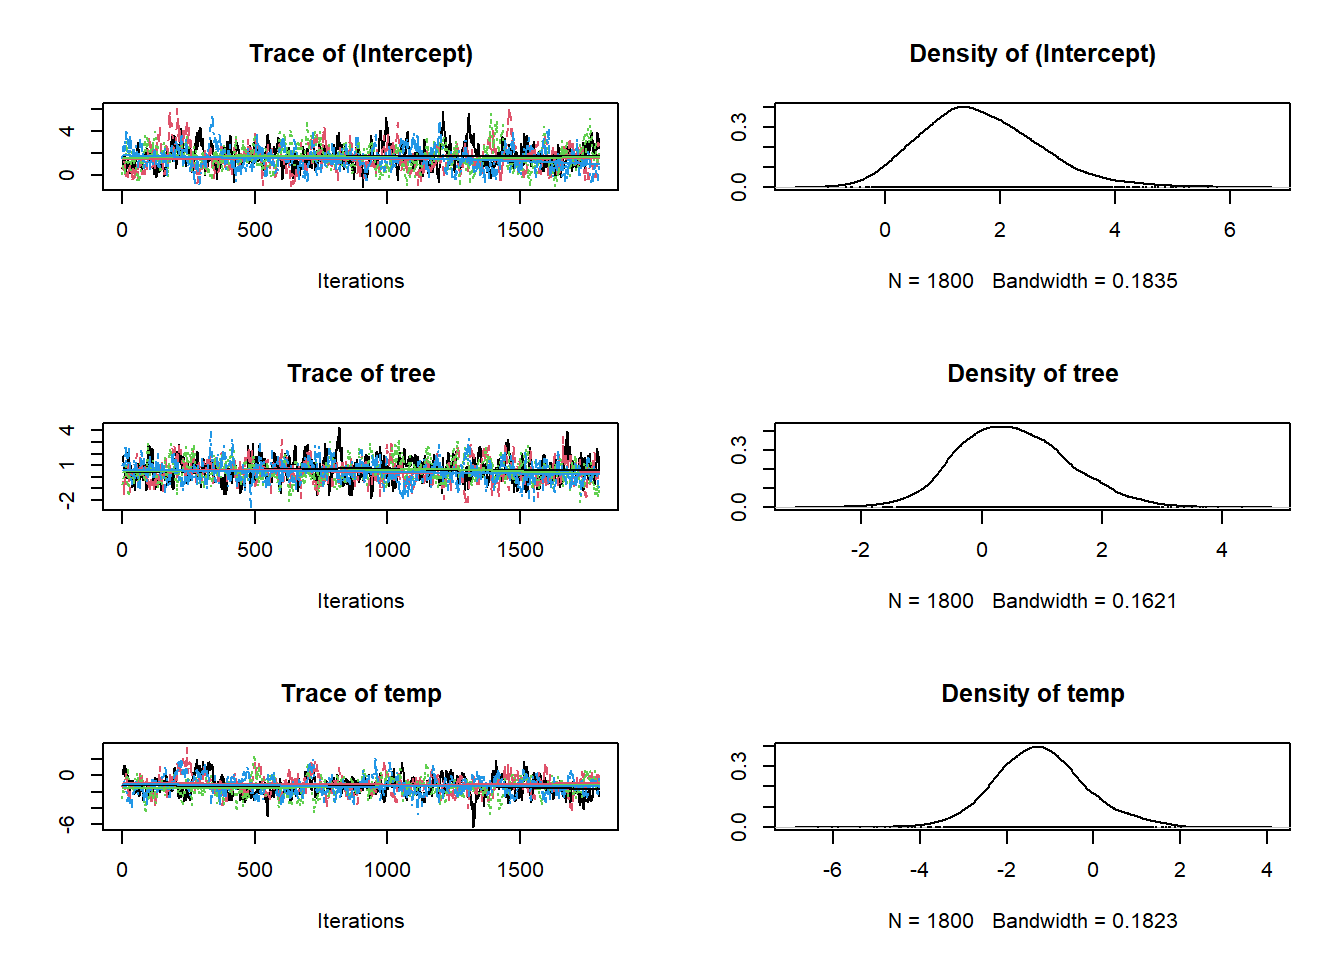 Trace of (Intercept)
4
0
0 500 1000 1500
Iterations
Density of (Intercept)
0.3
0.0
0 2 4 6
N = 1800 Bandwidth = 0.1835
Trace of tree
4
1
-2
0 500 1000 1500
Iterations
Density of tree
0.3
0.0
-2 0 2 4
N = 1800 Bandwidth = 0.1621
Trace of temp
0
-6
0 500 1000 1500
Iterations
Density of temp
0.3
0.0
-6 -4 -2 0 2 4
N = 1800 Bandwidth = 0.1823